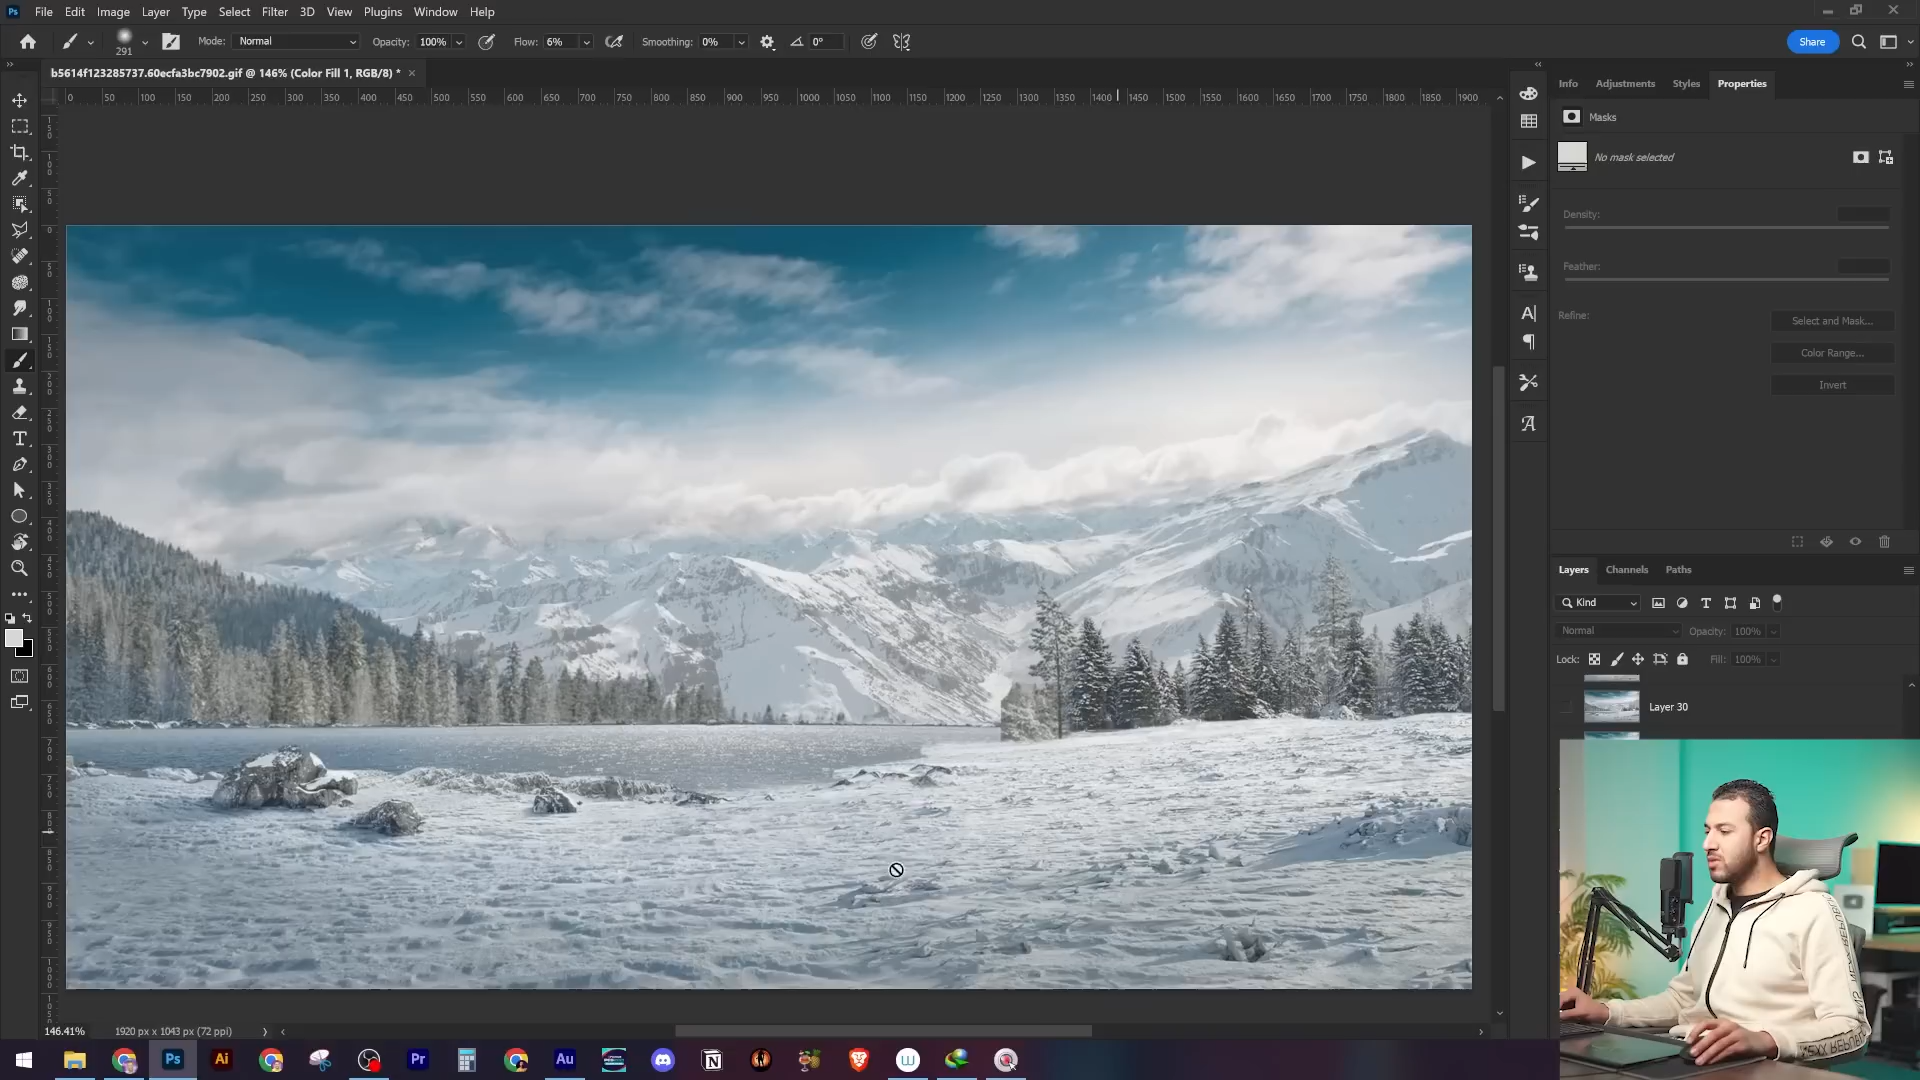 Ps File Edit Image Layer Type Select Filter 3D View Plugins Window Help
291 Mode: Normal Opacity: 100% Flow: 6% Smoothing: 0% 0° Share
b5614f123285737.60ecfa3bc7902.gif @ 146% (Color Fill 1, RGB/8) * ×
0 50 100 150 200 250 300 350 400 450 500 550 600 650 700 750 800 850 900 950 1000 1050 1100 1150 1200 1250 1300 1350 1400 1450 1500 1550 1600 1650 1700 1750 1800 1850 1900
Info Adjustments Styles Properties
Masks
No mask selected
Density:
Feather:
Refine:
Select and Mask...
Color Range...
Invert
Layers Channels Paths
Kind
Normal Opacity: 100%
Lock: Fill: 100%
Layer 30
146.41% 1920 px x 1043 px (72 ppi)
Ps Ai Pr Au